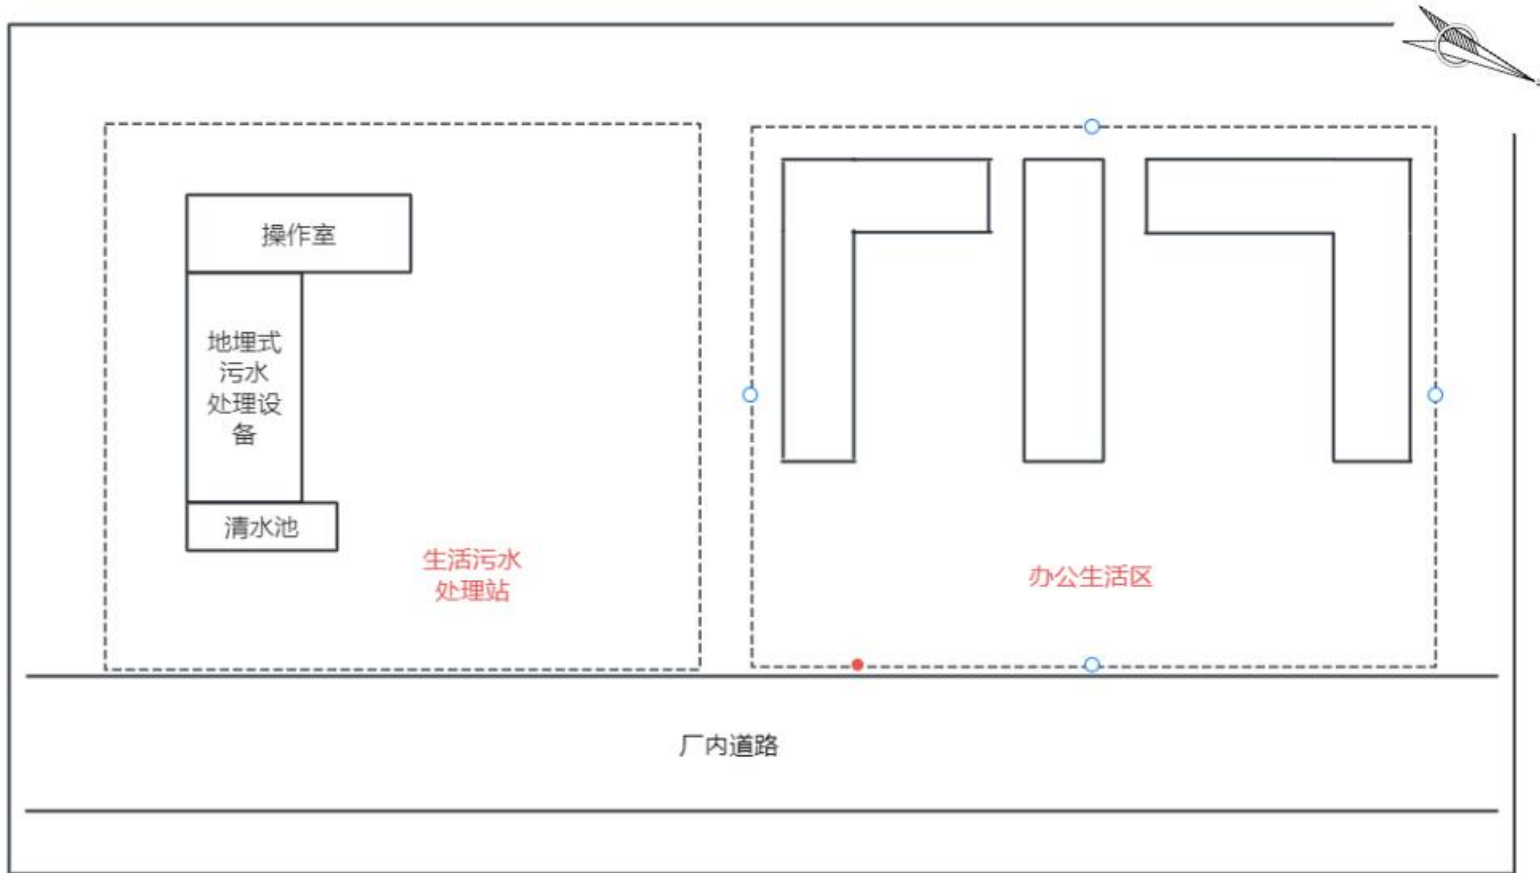 操作室
地埋式
污水
处理设
备
清水池
生活污水
处理站
办公生活区
厂内道路